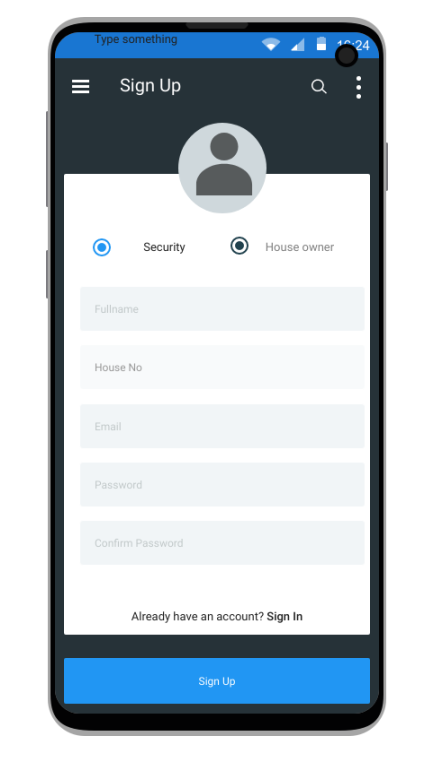 Type something
Sign Up
Security
House owner
Fullname
House No
Email
Password
Confirm Password
Already have an account? Sign In
Sign Up